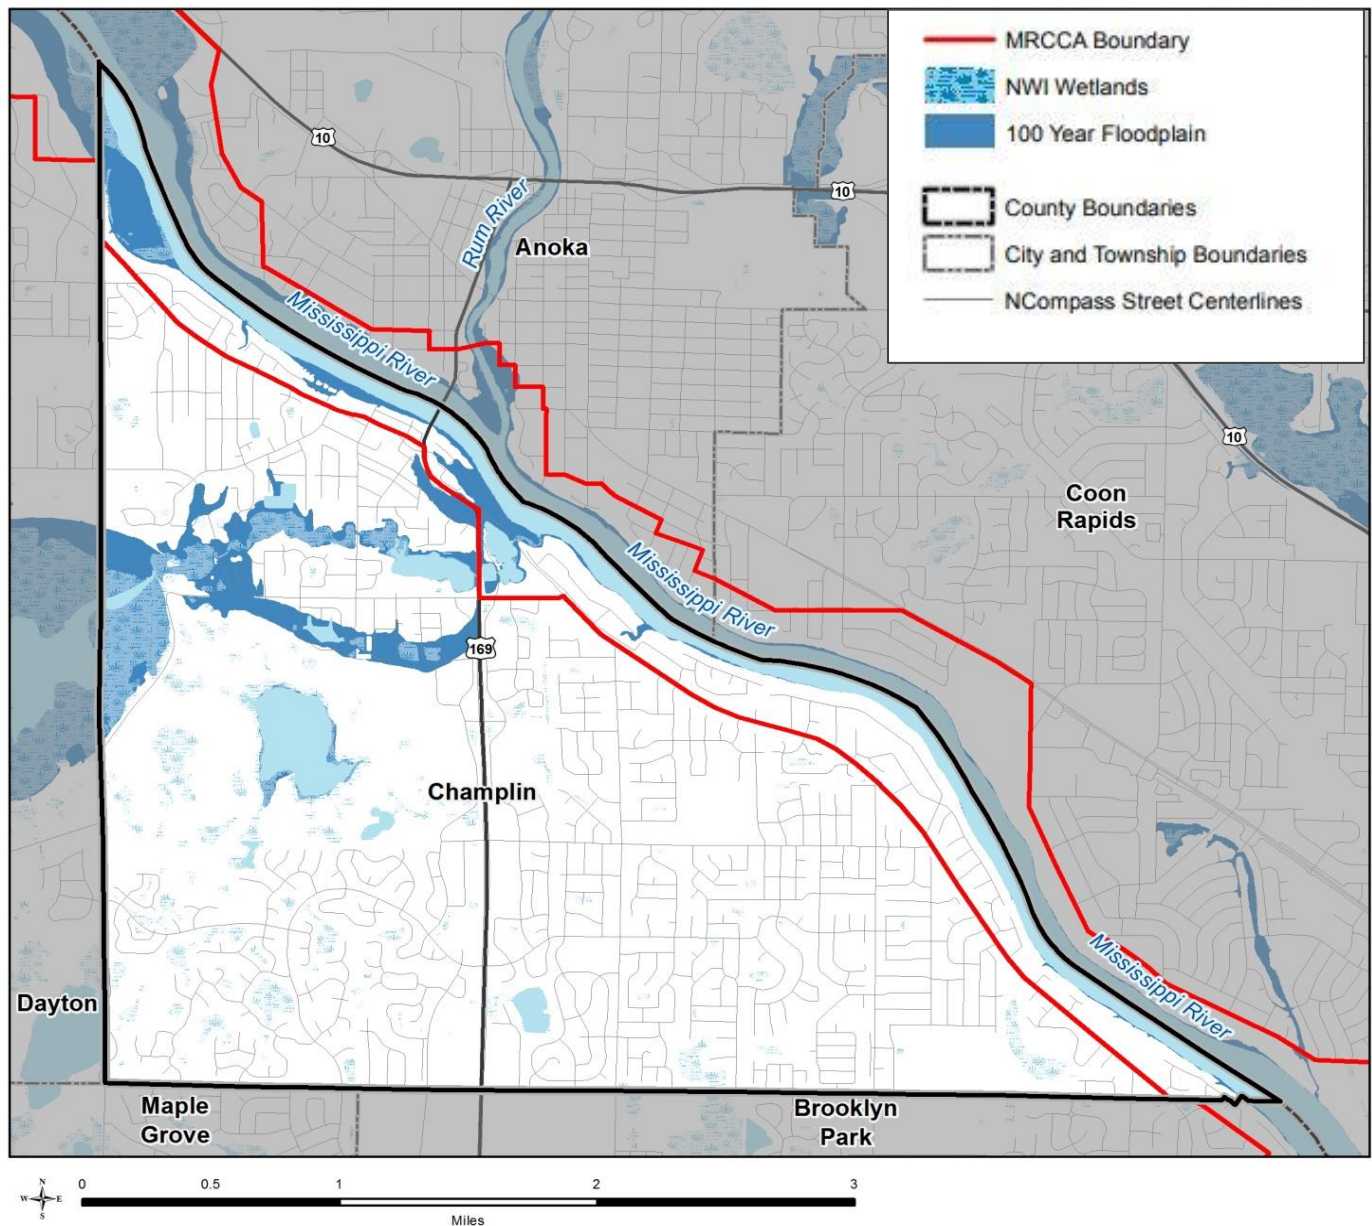 MRCCA Boundary
NWI Wetlands
100 Year Floodplain
County Boundaries
City and Township Boundaries
NCompass Street Centerlines
10
10
Rum River
Anoka
Mississippi River
10
Coon
Rapids
Mississippi River
169
Champlin
Mississippi River
Dayton
Maple
Grove
Brooklyn
Park
N
W E
S
0 0.5 1 2 3
Miles